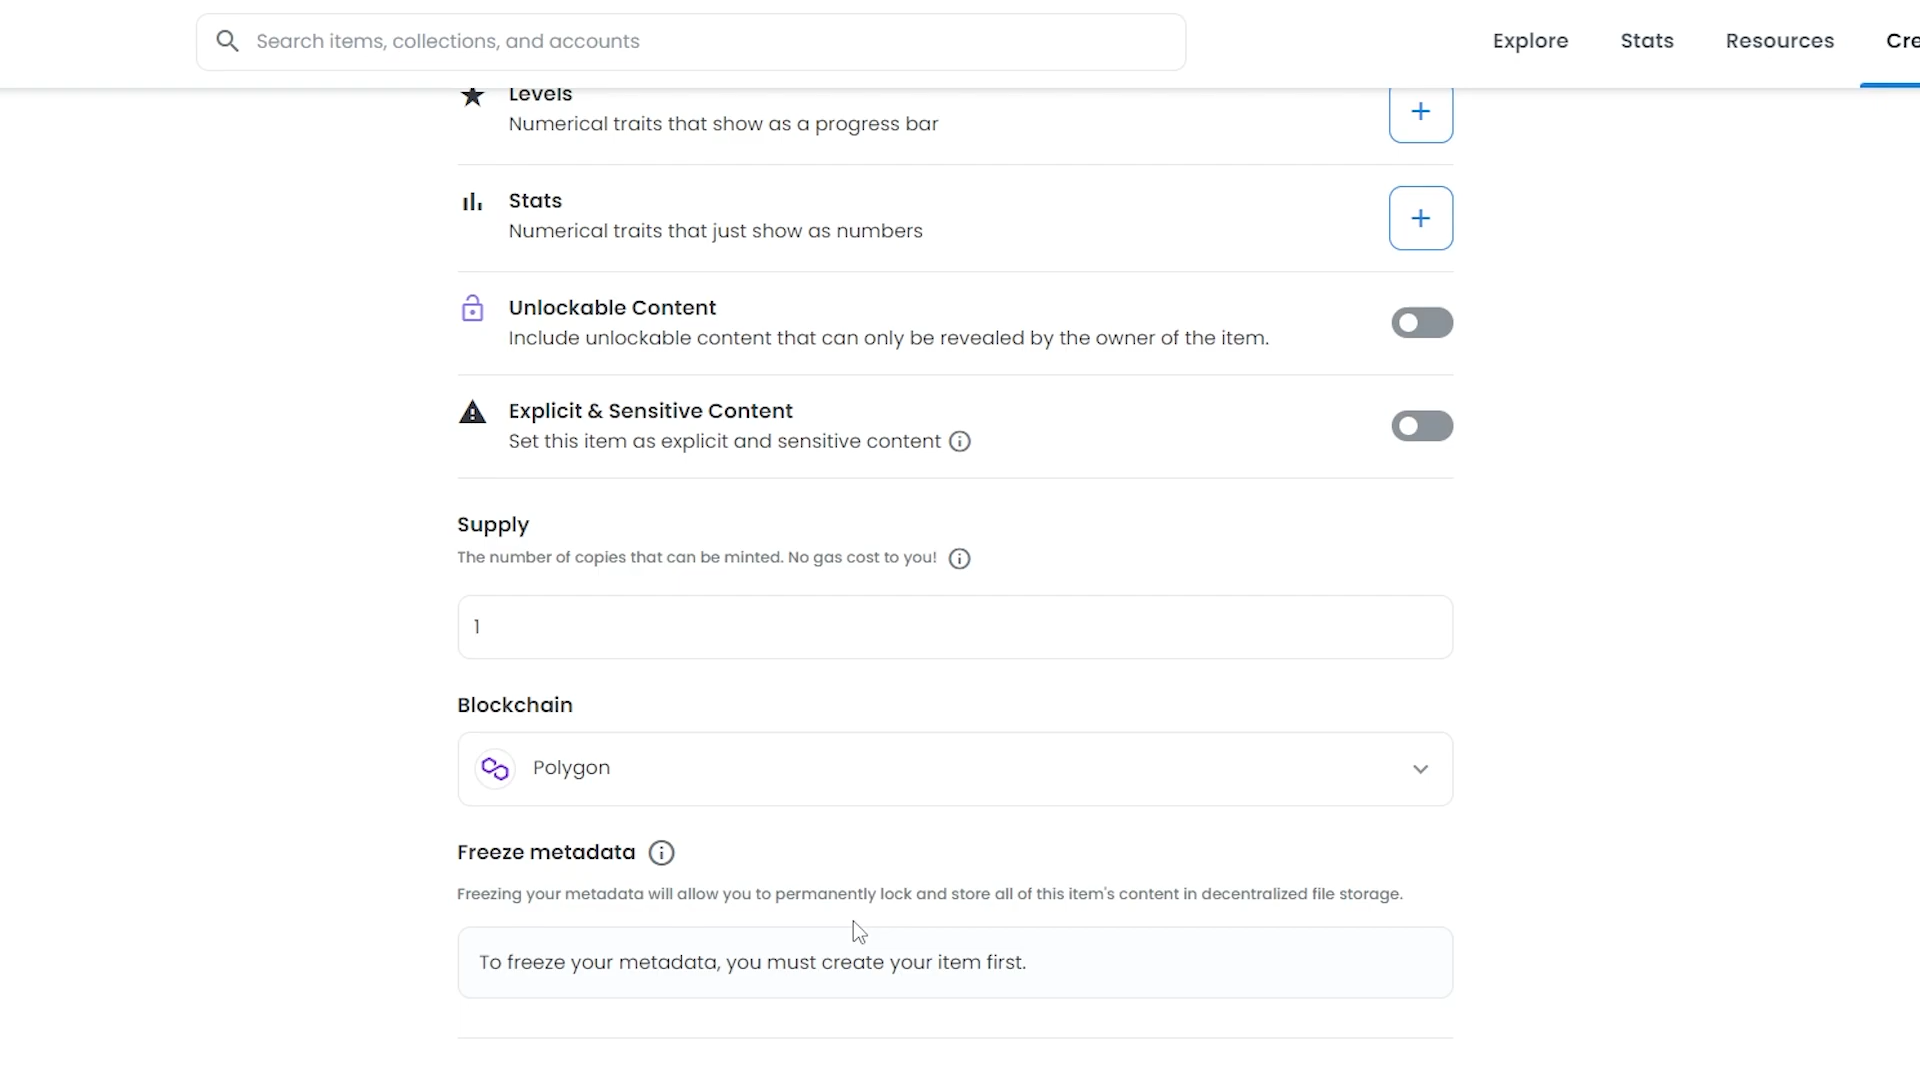 Search items, collections, and accounts
Explore
Stats
Resources
Cre
Levels
Numerical traits that show as a progress bar
Stats
Numerical traits that just show as numbers
Unlockable Content
Include unlockable content that can only be revealed by the owner of the item.
Explicit & Sensitive Content
Set this item as explicit and sensitive content
Supply
The number of copies that can be minted. No gas cost to you!
1
Blockchain
Polygon
Freeze metadata
Freezing your metadata will allow you to permanently lock and store all of this item's content in decentralized file storage.
To freeze your metadata, you must create your item first.